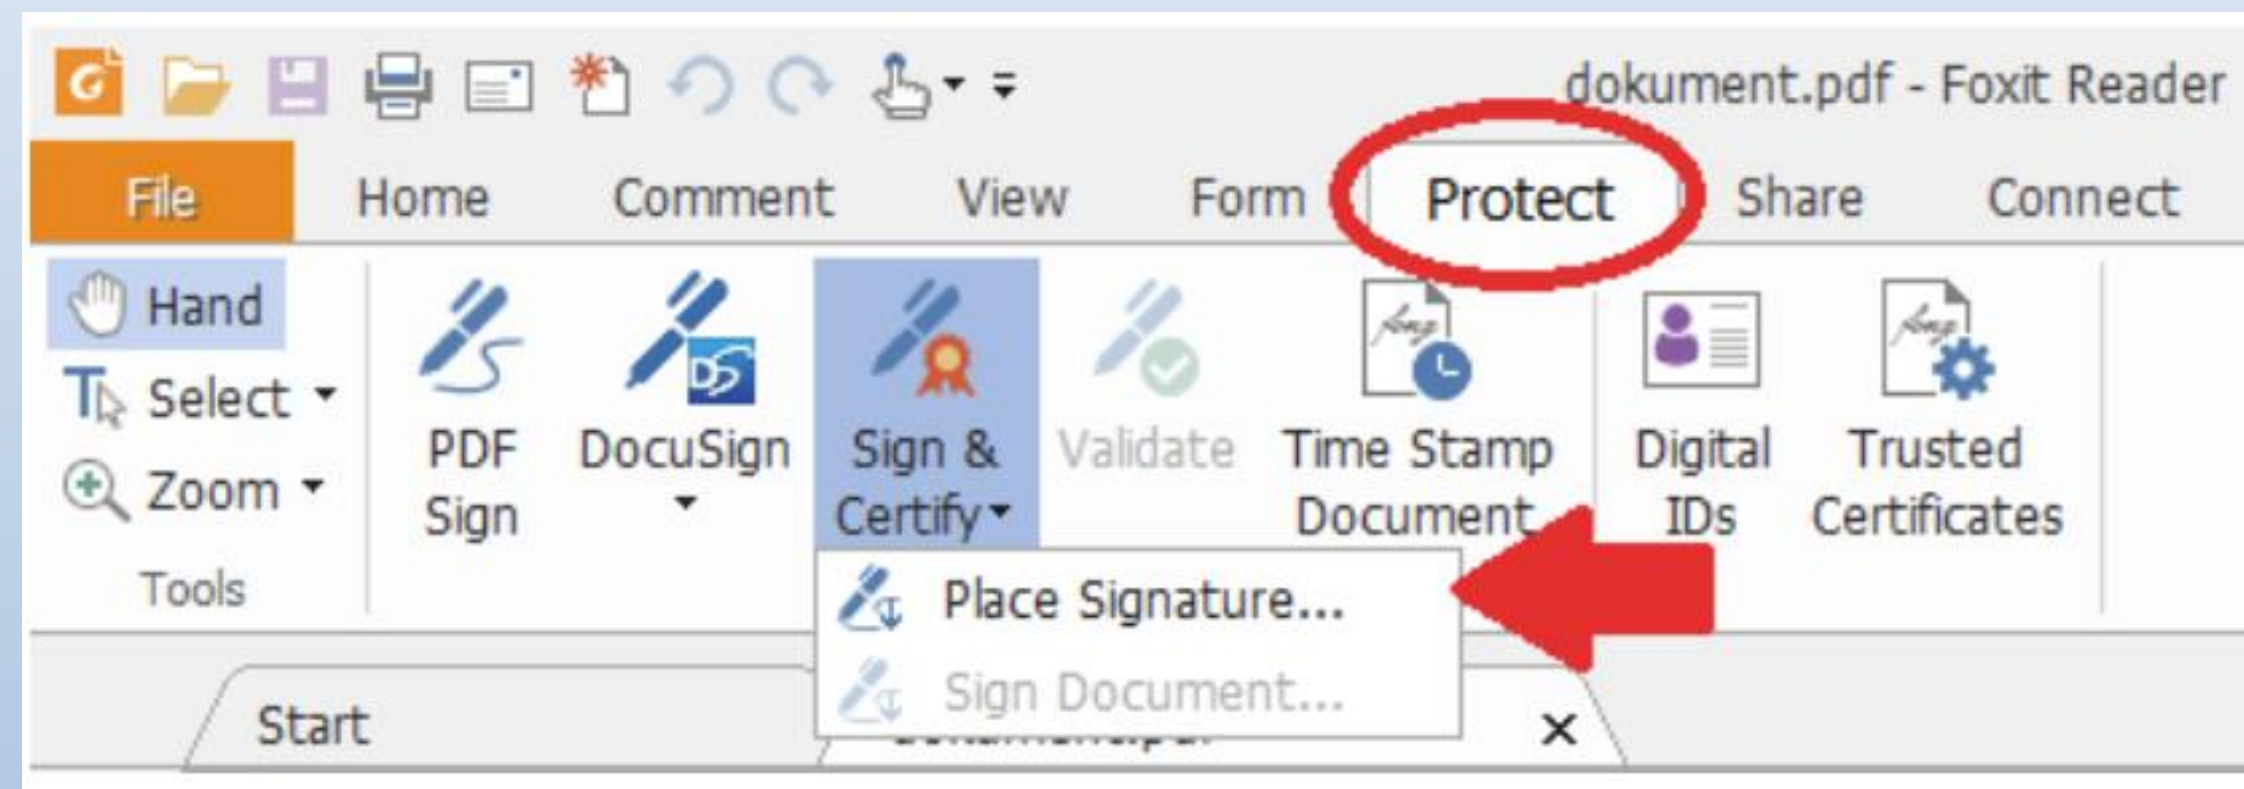 dokument.pdf - Foxit Reader
File Home Comment View Form Protect Share Connect
Hand
Select
Zoom
Tools
PDF
Sign
DocuSign
DS
Sign &
Certify
Validate
Time Stamp
Document
Digital
IDs
Trusted
Certificates
Place Signature...
Sign Document...
Start